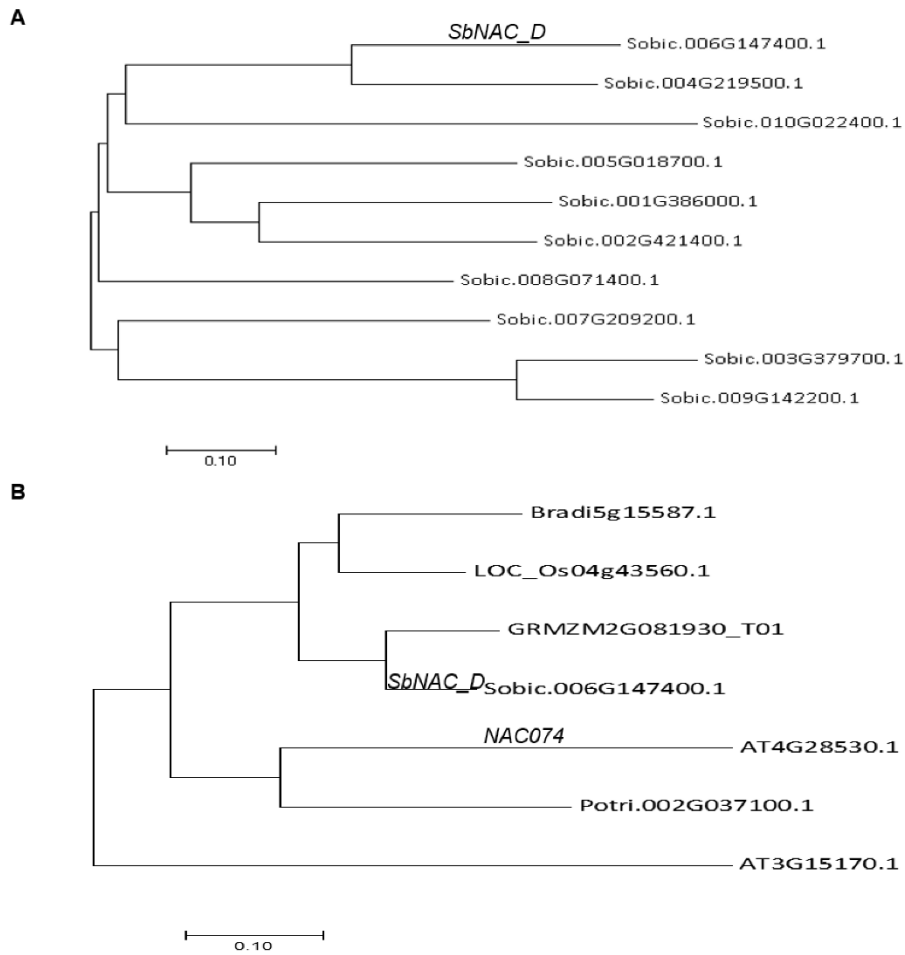 A
SbNAC_D
Sobic.006G147400.1
Sobic.004G219500.1
Sobic.010G022400.1
Sobic.005G018700.1
Sobic.001G386000.1
Sobic.002G421400.1
Sobic.008G071400.1
Sobic.007G209200.1
Sobic.003G379700.1
Sobic.009G142200.1
0.10
B
Bradi5g15587.1
LOC_Os04g43560.1
GRMZM2G081930_T01
SbNAC_D Sobic.006G147400.1
NAC074
AT4G28530.1
Potri.002G037100.1
AT3G15170.1
0.10